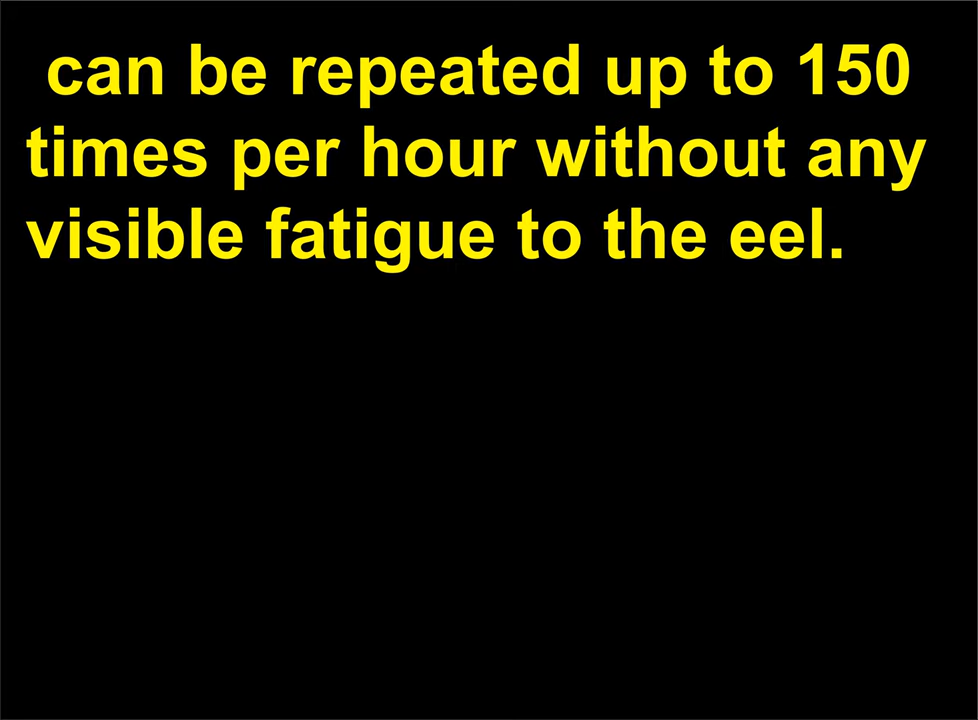 can be repeated up to 150
times per hour without any
visible fatigue to the eel.